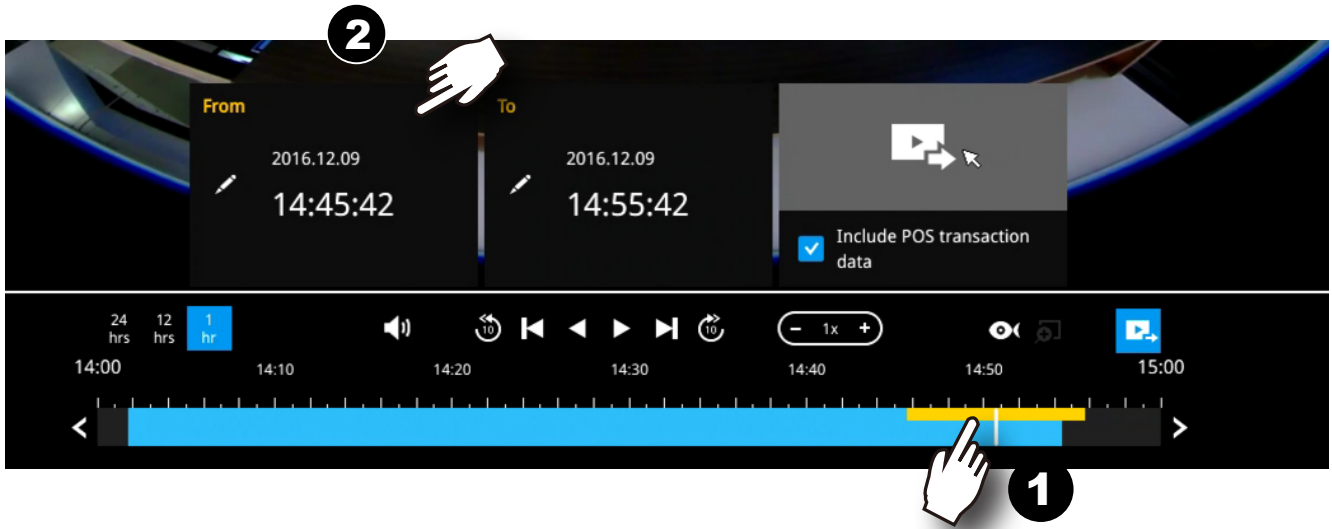 2
From
To
2016.12.09
2016.12.09
14:45:42
14:55:42
Include POS transaction
data
24
hrs
12
hrs
1
hr
10
10
- 1x +
14:00
14:10
14:20
14:30
14:40
14:50
15:00
1